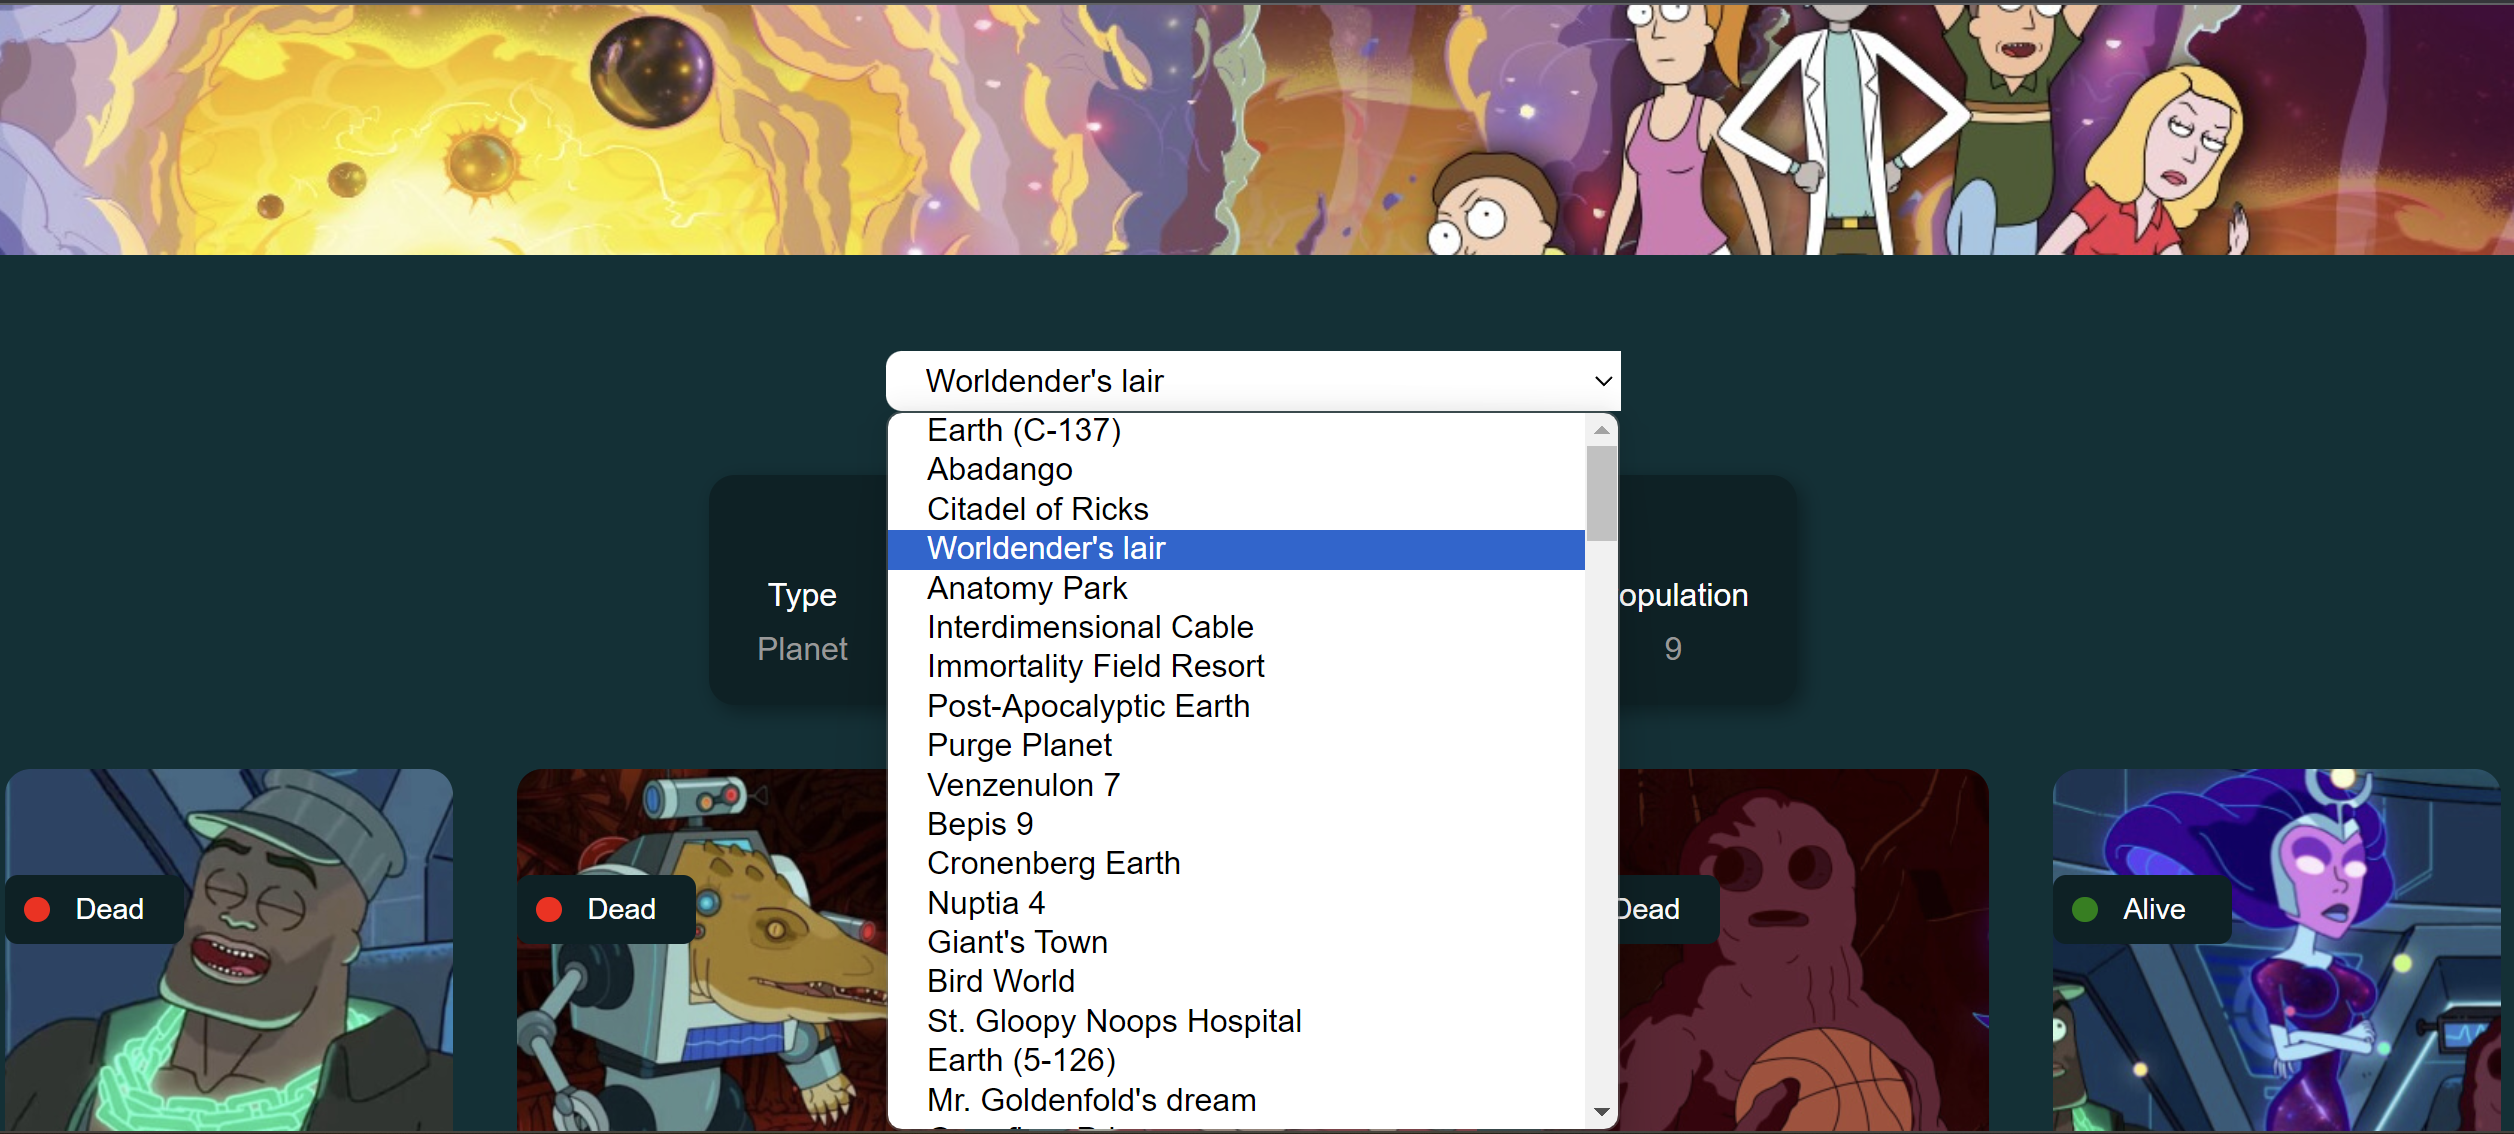 Worldender's lair
Earth (C-137)
Abadango
Citadel of Ricks
Worldender's lair
Anatomy Park
Interdimensional Cable
Immortality Field Resort
Post-Apocalyptic Earth
Purge Planet
Venzenulon 7
Bepis 9
Cronenberg Earth
Nuptia 4
Giant's Town
Bird World
St. Gloopy Noops Hospital
Earth (5-126)
Mr. Goldenfold's dream
Type
opulation
Planet
9
Dead
Dead
Dead
Alive